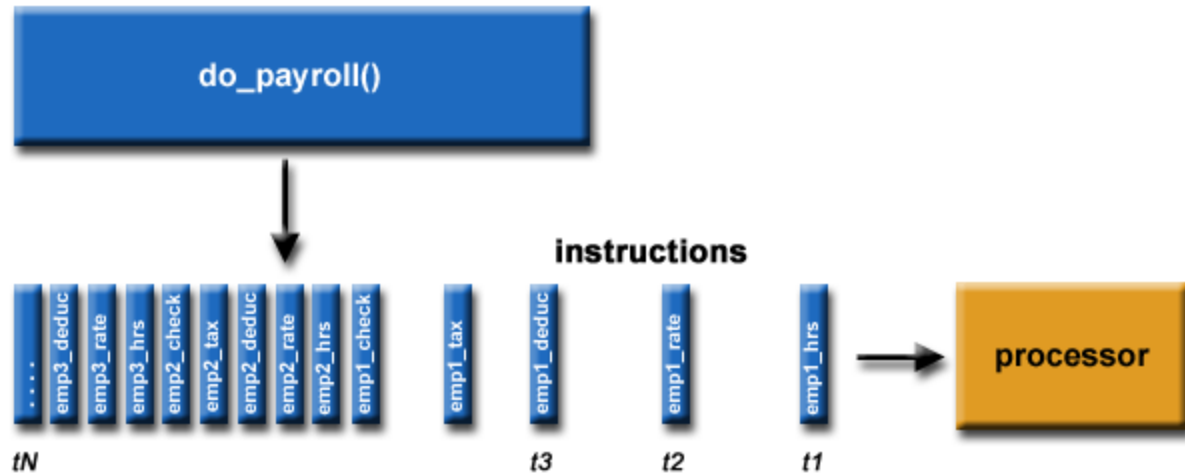 do_payroll()
instructions
. . . .
emp3_deduc
emp3_rate
emp3_hrs
emp2_check
emp2_tax
emp2_deduc
emp2_rate
emp2_hrs
emp1_check
emp1_tax
emp1_deduc
emp1_rate
emp1_hrs
processor
tN
t3
t2
t1